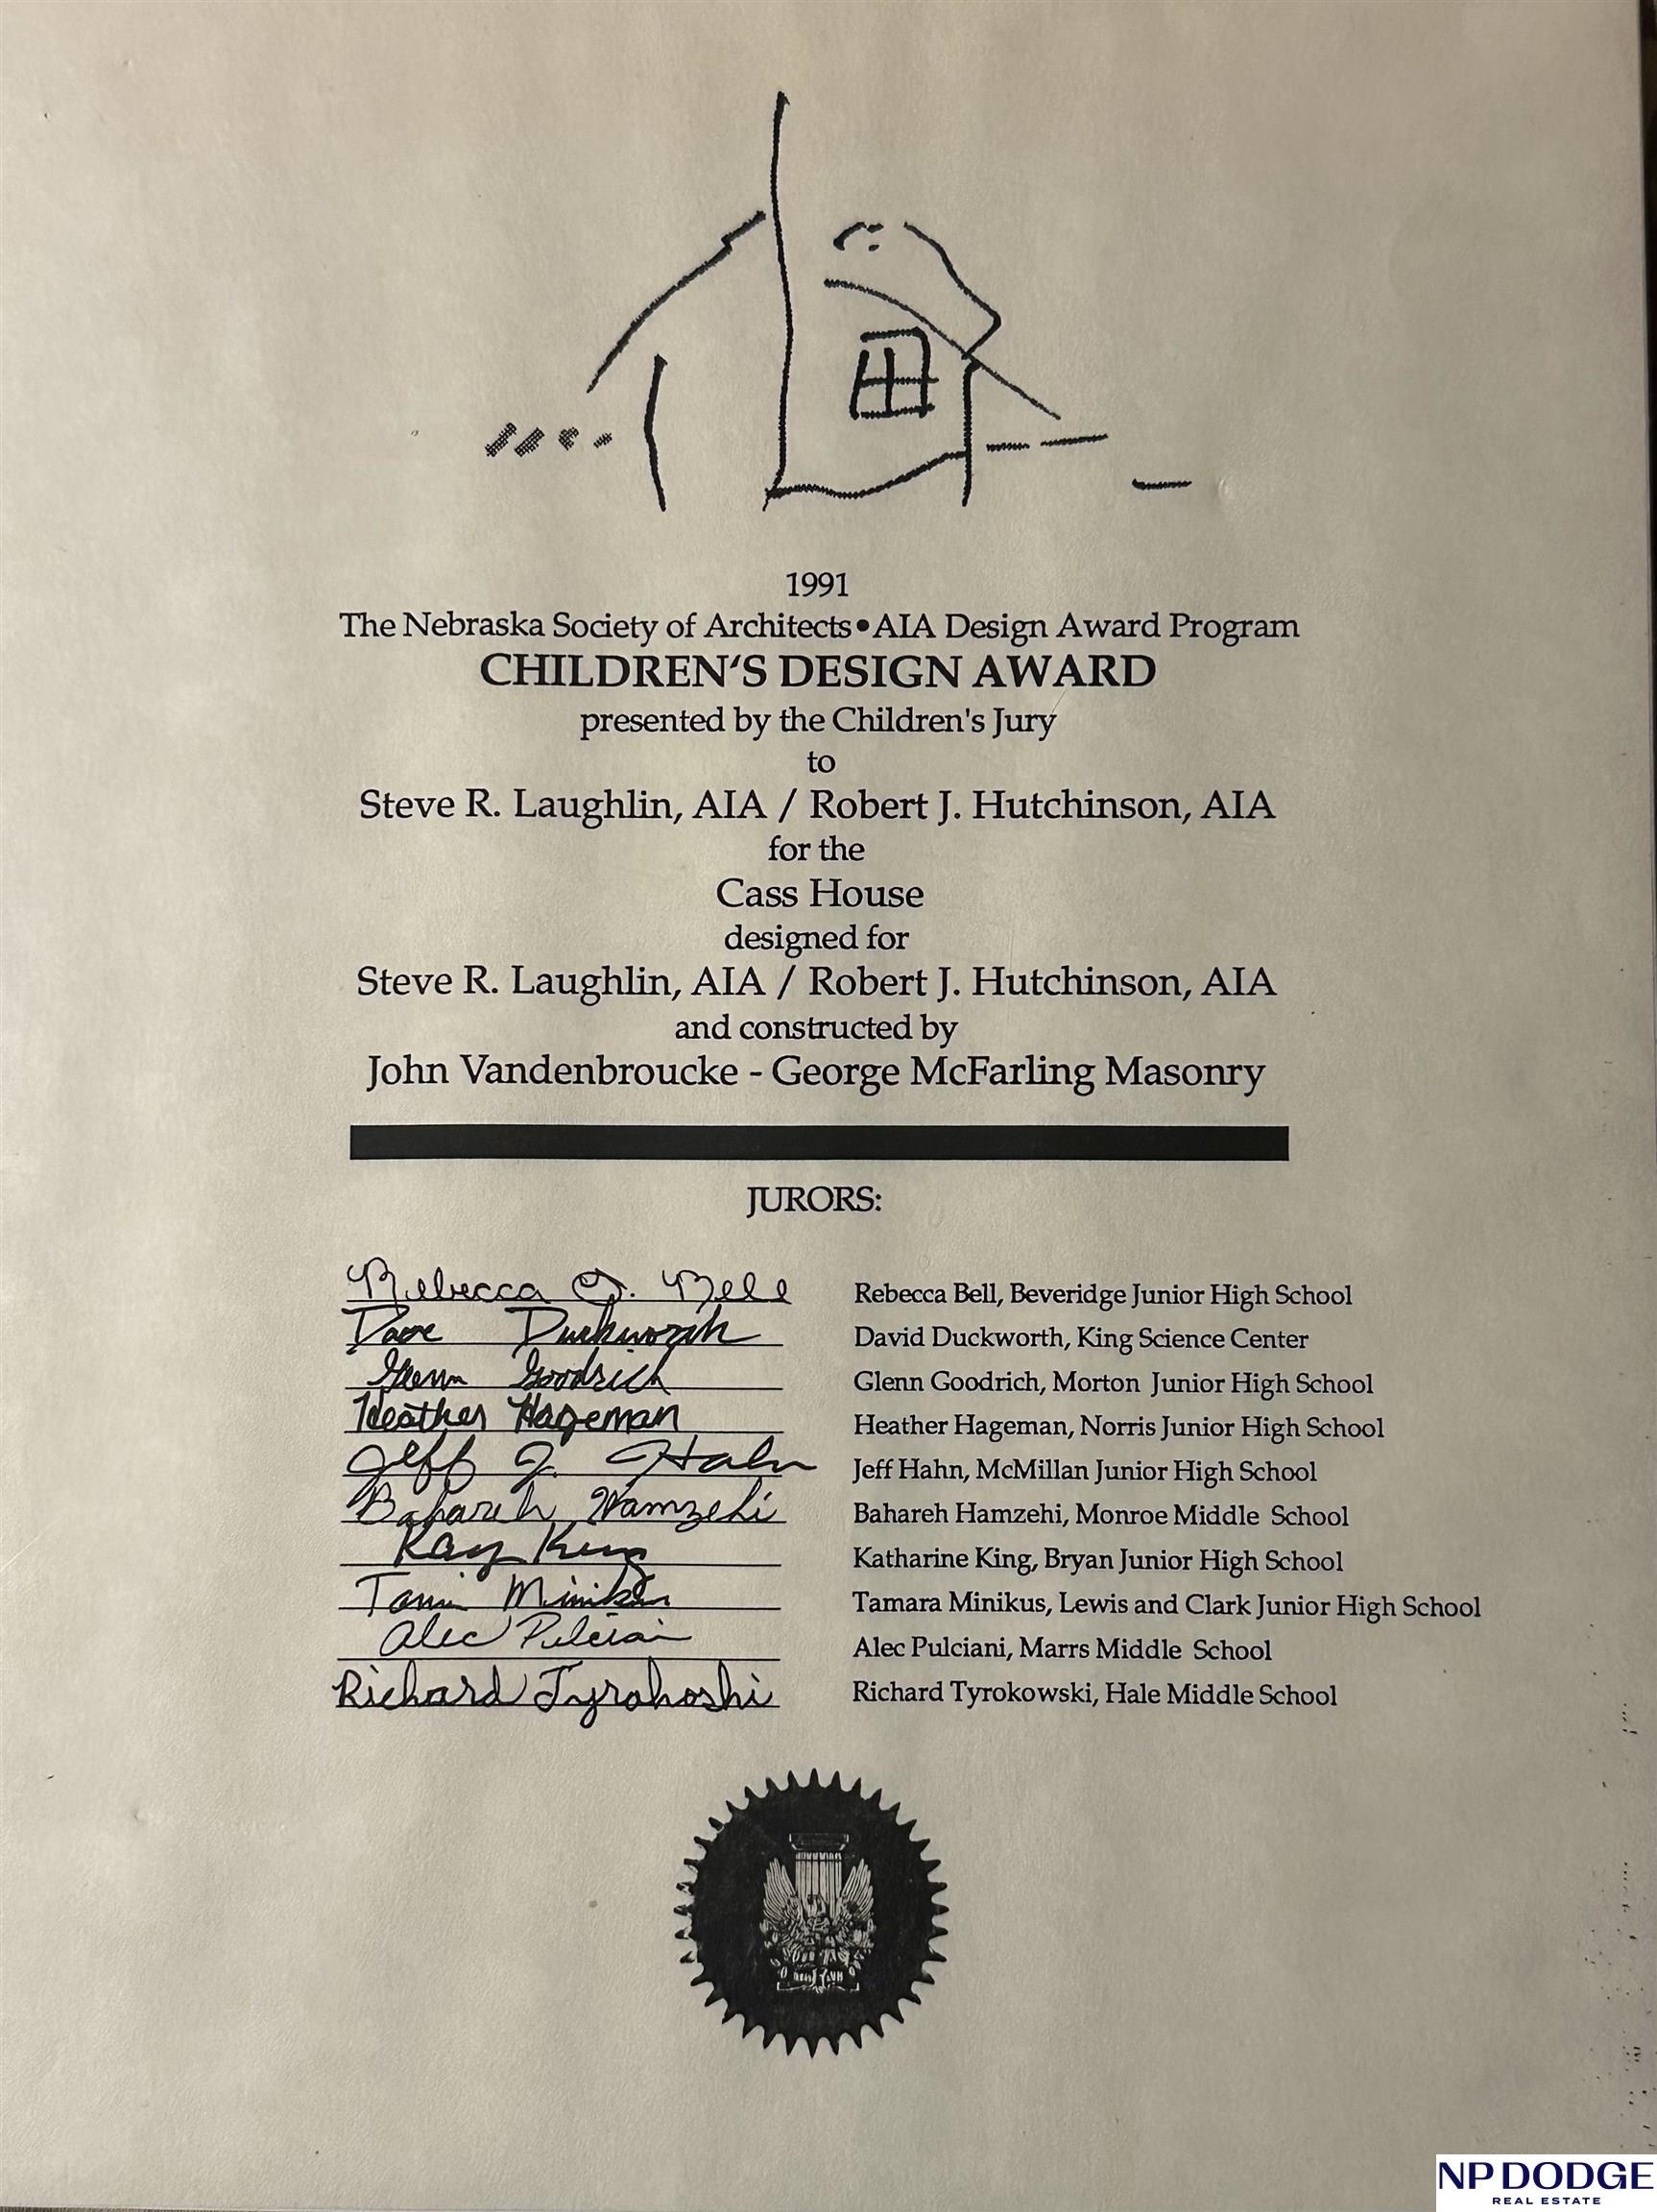 1991
The Nebraska Society of Architects•AIA Design Award Program
CHILDREN‘S DESIGN AWARD
presented by the Children's Jury
to
Steve R. Laughlin, AIA / Robert J. Hutchinson, AIA
for the
Cass House
designed for
Steve R. Laughlin, AIA / Robert J. Hutchinson, AIA
and constructed by
John Vandenbroucke - George McFarling Masonry
JURORS:
Rebecca J. Bell Rebecca Bell, Beveridge Junior High School
Dave Duckworth David Duckworth, King Science Center
Glenn Goodrich Glenn Goodrich, Morton Junior High School
Heather Hageman Heather Hageman, Norris Junior High School
Jeff J. Hahn Jeff Hahn, McMillan Junior High School
Bahareh Hamzehi Bahareh Hamzehi, Monroe Middle School
King Katharine King, Bryan Junior High School
Minikus Tamara Minikus, Lewis and Clark Junior High School
Alec Pulciani Alec Pulciani, Marrs Middle School
Richard Richard Tyrokowski, Hale Middle School
NP DODGE
REAL ESTATE